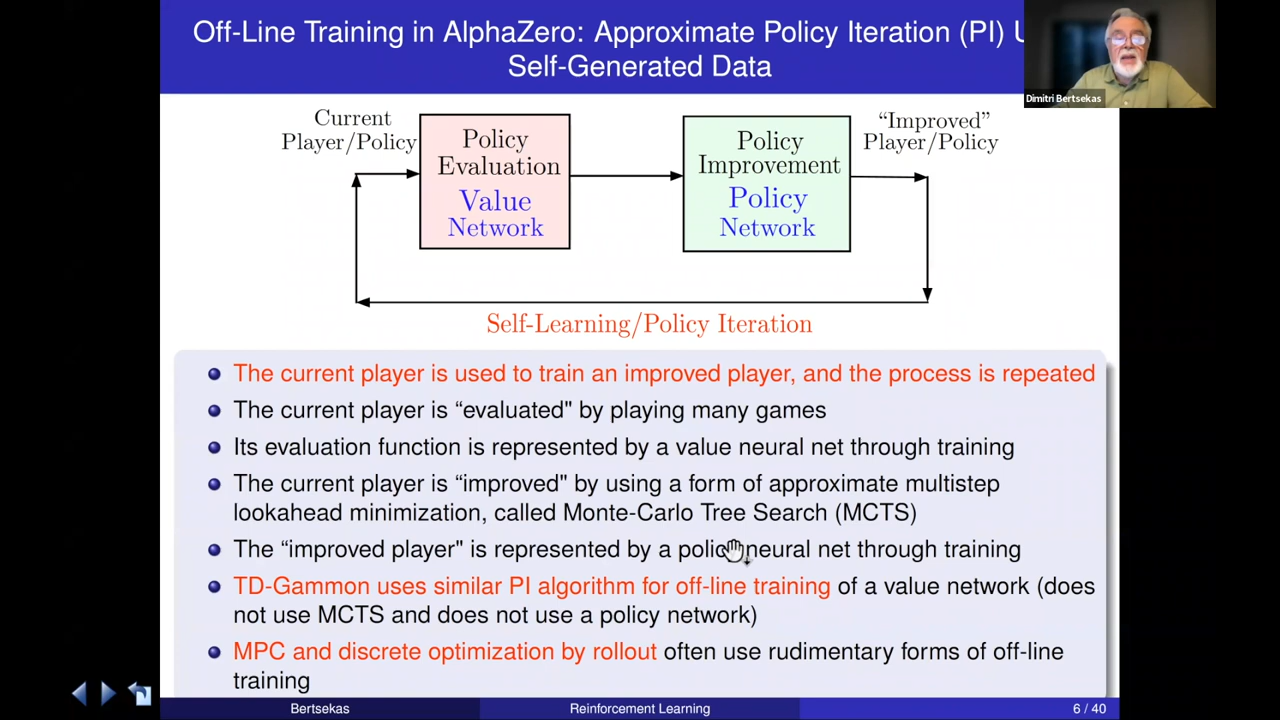 Off-Line Training in AlphaZero: Approximate Policy Iteration (PI)
Self-Generated Data
Dimitri Bertsekas
Current
Player/Policy
Policy
Evaluation
Value
Network
Policy
Improvement
Policy
Network
“Improved”
Player/Policy
Self-Learning/Policy Iteration
The current player is used to train an improved player, and the process is repeated
The current player is “evaluated" by playing many games
Its evaluation function is represented by a value neural net through training
The current player is “improved" by using a form of approximate multistep
lookahead minimization, called Monte-Carlo Tree Search (MCTS)
The “improved player" is represented by a policy neural net through training
TD-Gammon uses similar PI algorithm for off-line training of a value network (does
not use MCTS and does not use a policy network)
MPC and discrete optimization by rollout often use rudimentary forms of off-line
training
Bertsekas
Reinforcement Learning
6 / 40